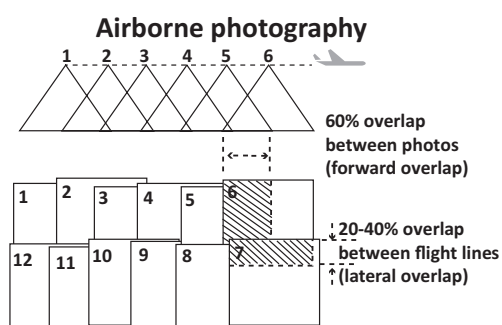 Airborne photography
1 2 3 4 5 6
60% overlap
between photos
(forward overlap)
1 2 3 4 5 6
20-40% overlap
between flight lines
(lateral overlap)
12 11 10 9 8 7